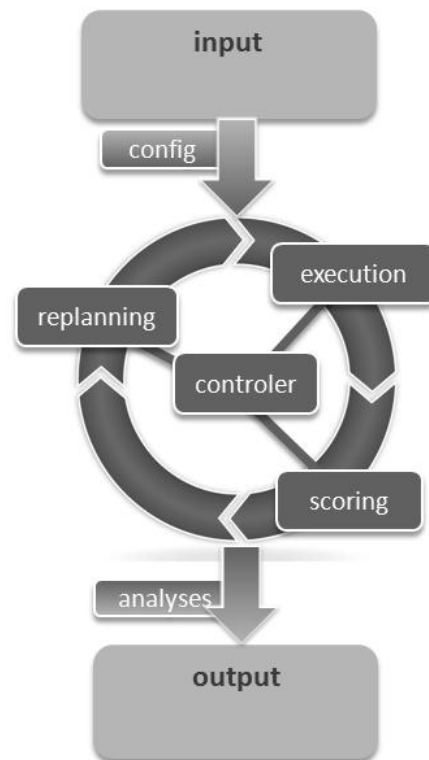 input
config
execution
replanning
controler
scoring
analyses
output